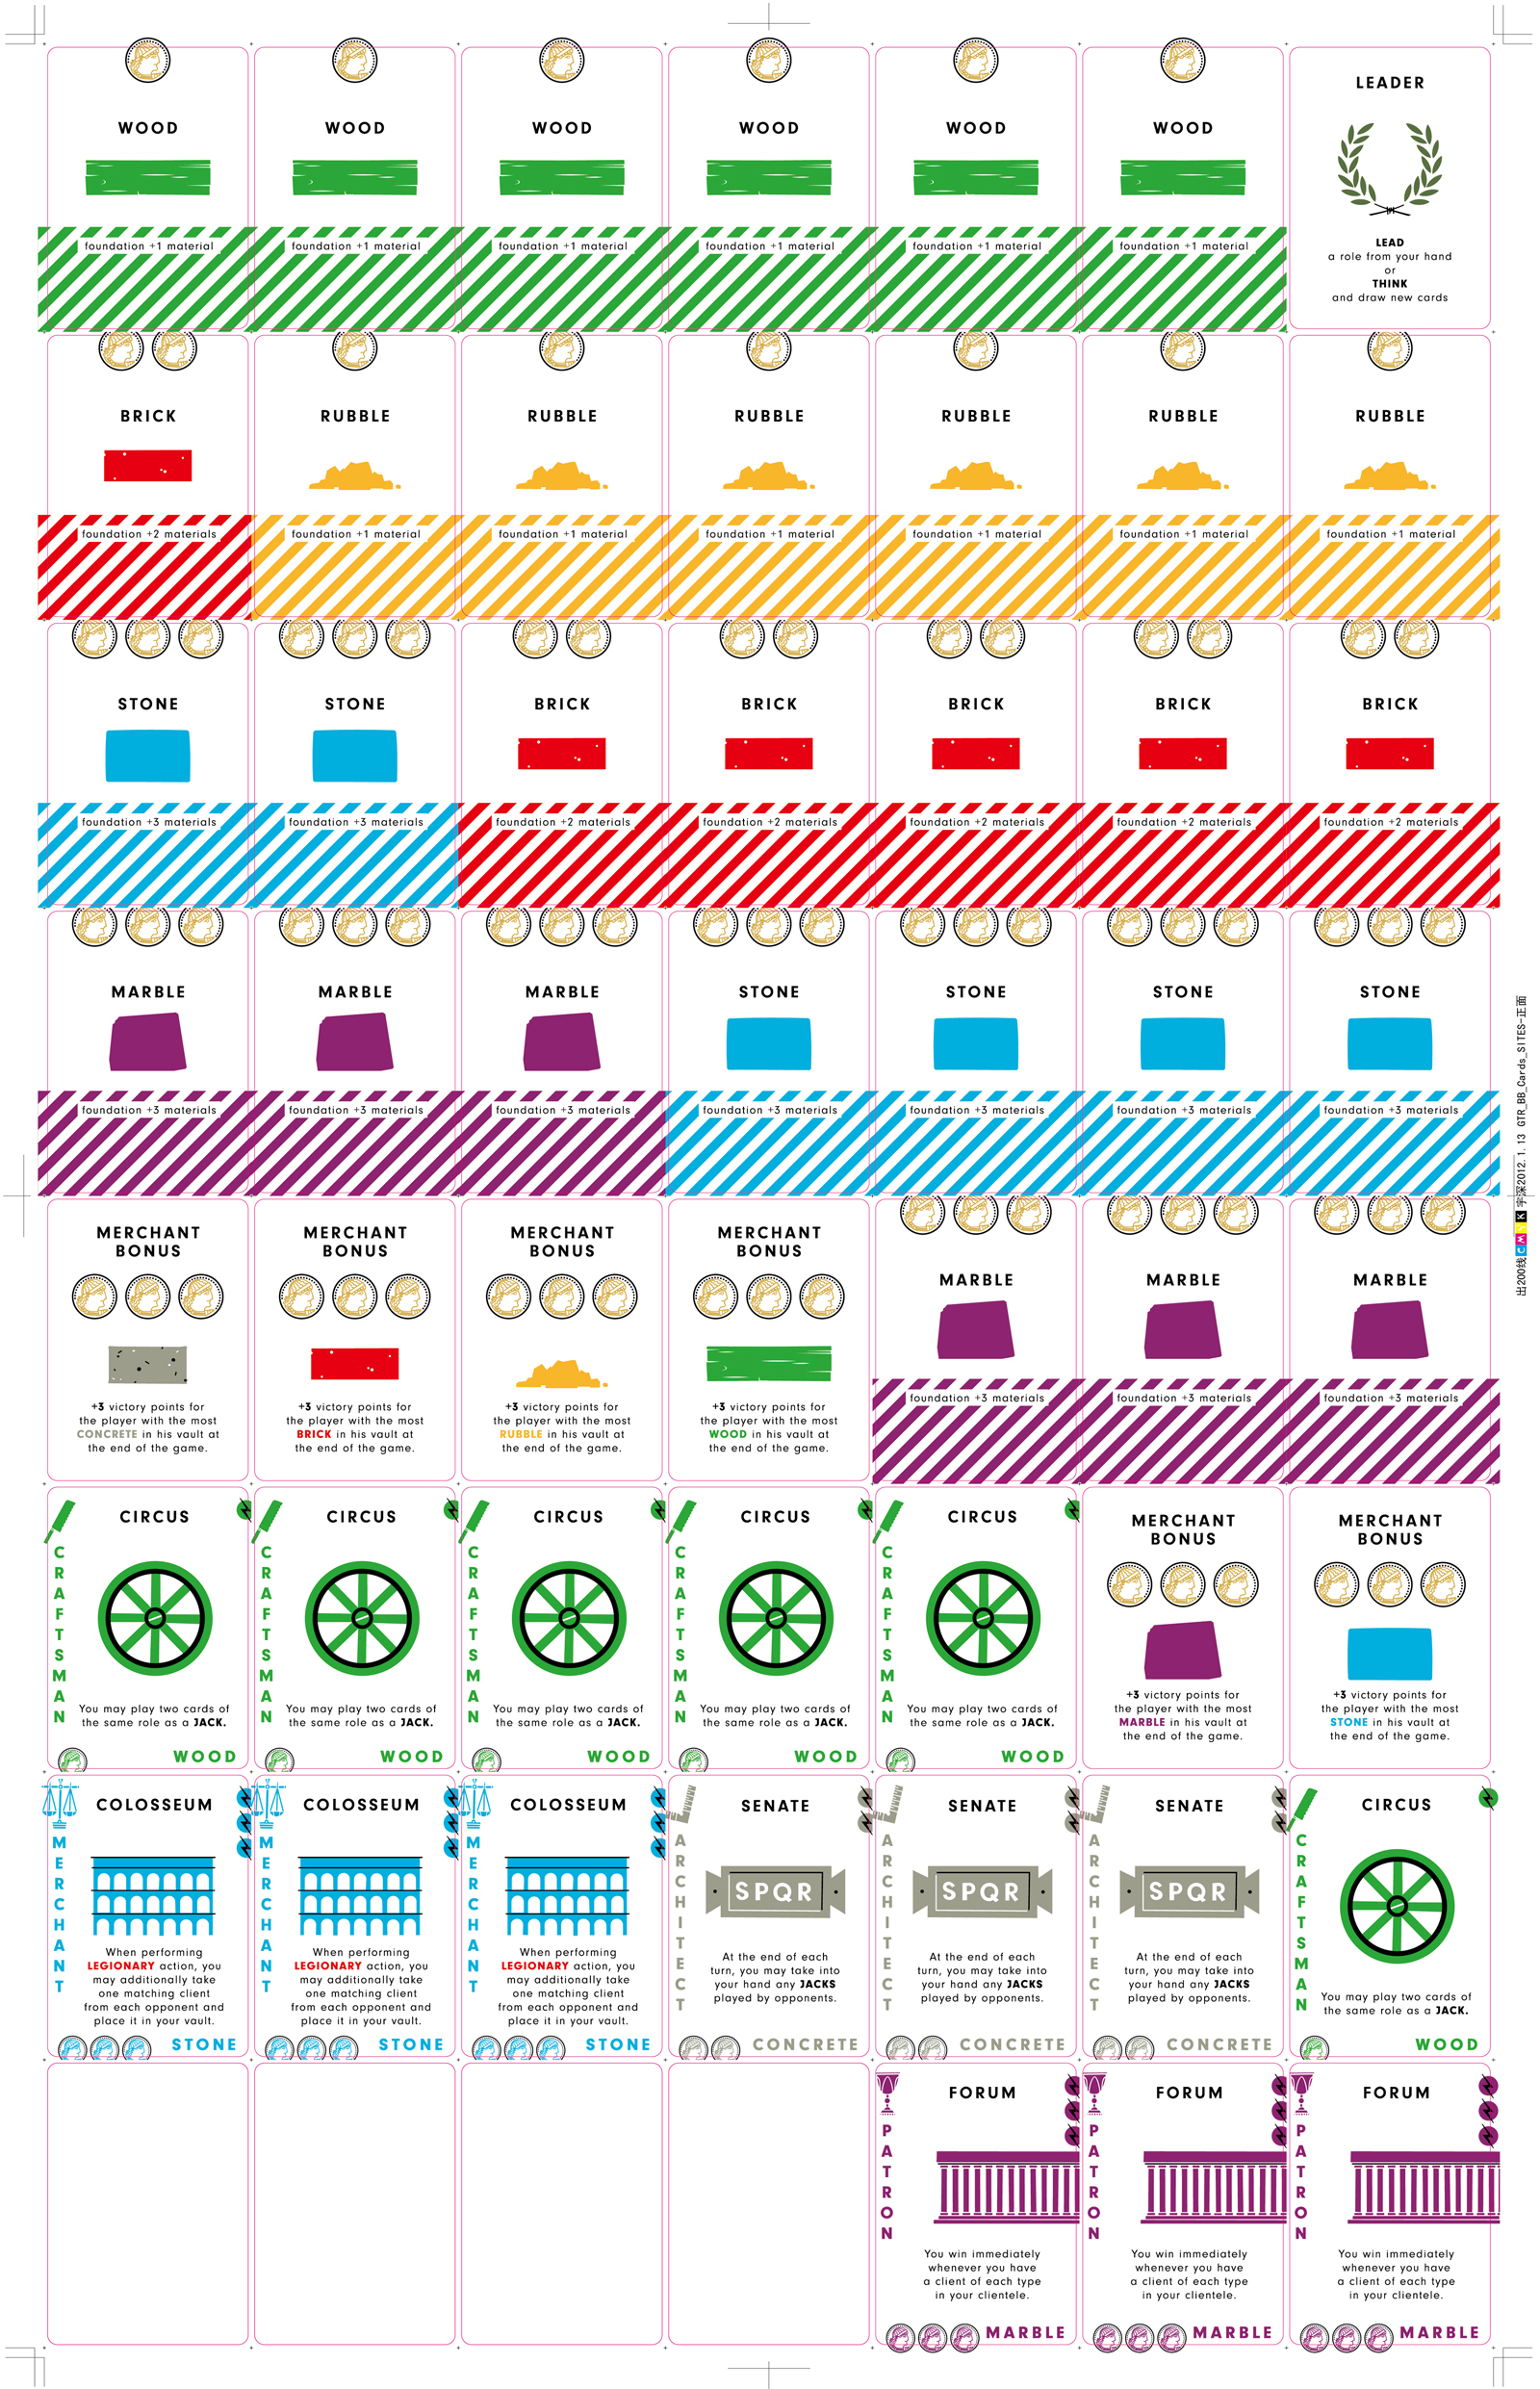 WOOD
foundation +1 material
WOOD
foundation +1 material
WOOD
foundation +1 material
WOOD
foundation +1 material
WOOD
foundation +1 material
WOOD
foundation +1 material
LEADER
LEAD
a role from your hand
or
THINK
and draw new cards
BRICK
foundation +2 materials
RUBBLE
foundation +1 material
RUBBLE
foundation +1 material
RUBBLE
foundation +1 material
RUBBLE
foundation +1 material
RUBBLE
foundation +1 material
RUBBLE
foundation +1 material
STONE
foundation +3 materials
STONE
foundation +3 materials
BRICK
foundation +2 materials
BRICK
foundation +2 materials
BRICK
foundation +2 materials
BRICK
foundation +2 materials
BRICK
foundation +2 materials
MARBLE
foundation +3 materials
MARBLE
foundation +3 materials
MARBLE
foundation +3 materials
STONE
foundation +3 materials
STONE
foundation +3 materials
STONE
foundation +3 materials
STONE
foundation +3 materials
MERCHANT
BONUS
+3 victory points for
the player with the most
CONCRETE in his vault at
the end of the game.
MERCHANT
BONUS
+3 victory points for
the player with the most
BRICK in his vault at
the end of the game.
MERCHANT
BONUS
+3 victory points for
the player with the most
RUBBLE in his vault at
the end of the game.
MERCHANT
BONUS
+3 victory points for
the player with the most
WOOD in his vault at
the end of the game.
MARBLE
foundation +3 materials
MARBLE
foundation +3 materials
MARBLE
foundation +3 materials
CRAFTSMAN
CIRCUS
You may play two cards of
the same role as a JACK.
WOOD
CRAFTSMAN
CIRCUS
You may play two cards of
the same role as a JACK.
WOOD
CRAFTSMAN
CIRCUS
You may play two cards of
the same role as a JACK.
WOOD
CRAFTSMAN
CIRCUS
You may play two cards of
the same role as a JACK.
WOOD
CRAFTSMAN
CIRCUS
You may play two cards of
the same role as a JACK.
WOOD
MERCHANT
BONUS
+3 victory points for
the player with the most
MARBLE in his vault at
the end of the game.
MERCHANT
BONUS
+3 victory points for
the player with the most
STONE in his vault at
the end of the game.
MERCHANT
COLOSSEUM
When performing
LEGIONARY action, you
may additionally take
one matching client
from each opponent and
place it in your vault.
STONE
MERCHANT
COLOSSEUM
When performing
LEGIONARY action, you
may additionally take
one matching client
from each opponent and
place it in your vault.
STONE
MERCHANT
COLOSSEUM
When performing
LEGIONARY action, you
may additionally take
one matching client
from each opponent and
place it in your vault.
STONE
ARCHITECT
SENATE
SPQR
At the end of each
turn, you may take into
your hand any JACKS
played by opponents.
CONCRETE
ARCHITECT
SENATE
SPQR
At the end of each
turn, you may take into
your hand any JACKS
played by opponents.
CONCRETE
ARCHITECT
SENATE
SPQR
At the end of each
turn, you may take into
your hand any JACKS
played by opponents.
CONCRETE
CRAFTSMAN
CIRCUS
You may play two cards of
the same role as a JACK.
WOOD
PATRON
FORUM
You win immediately
whenever you have
a client of each type
in your clientele.
MARBLE
PATRON
FORUM
You win immediately
whenever you have
a client of each type
in your clientele.
MARBLE
PATRON
FORUM
You win immediately
whenever you have
a client of each type
in your clientele.
MARBLE
出200线 C M Y K 宇深2012.1.13 GTR_BB_Cards_SITES-正面